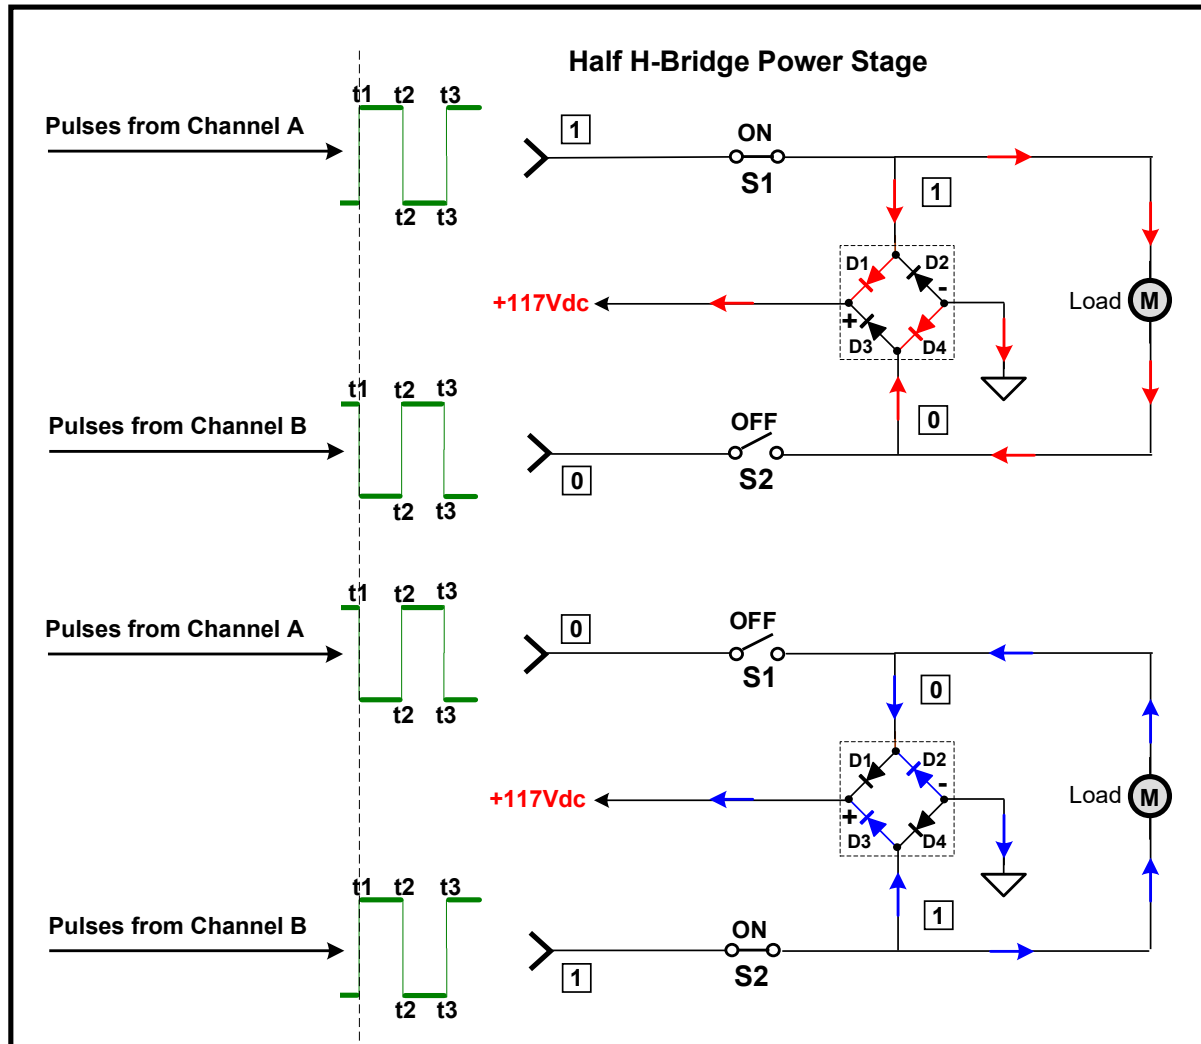 Half H-Bridge Power Stage
t1 t2 t3
Pulses from Channel A
1
ON
S1
t2 t3
1
D1 D2
-
+117Vdc
+
D3 D4
Load M
t1 t2 t3
Pulses from Channel B
OFF
0
S2
0
t2 t3
t1 t2 t3
Pulses from Channel A
0
OFF
S1
t2 t3
0
D1 D2
-
+117Vdc
+
D3 D4
Load M
t1 t2 t3
Pulses from Channel B
ON
1
S2
1
t2 t3